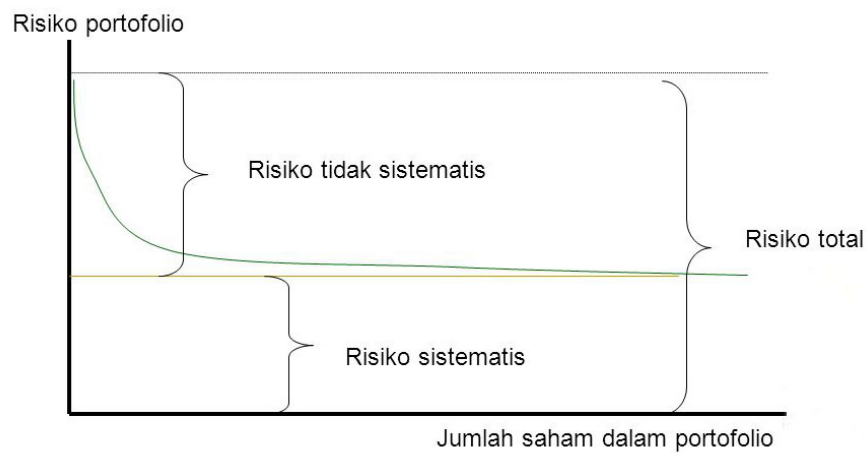 Risiko portofolio
Risiko tidak sistematis
Risiko total
Risiko sistematis
Jumlah saham dalam portofolio